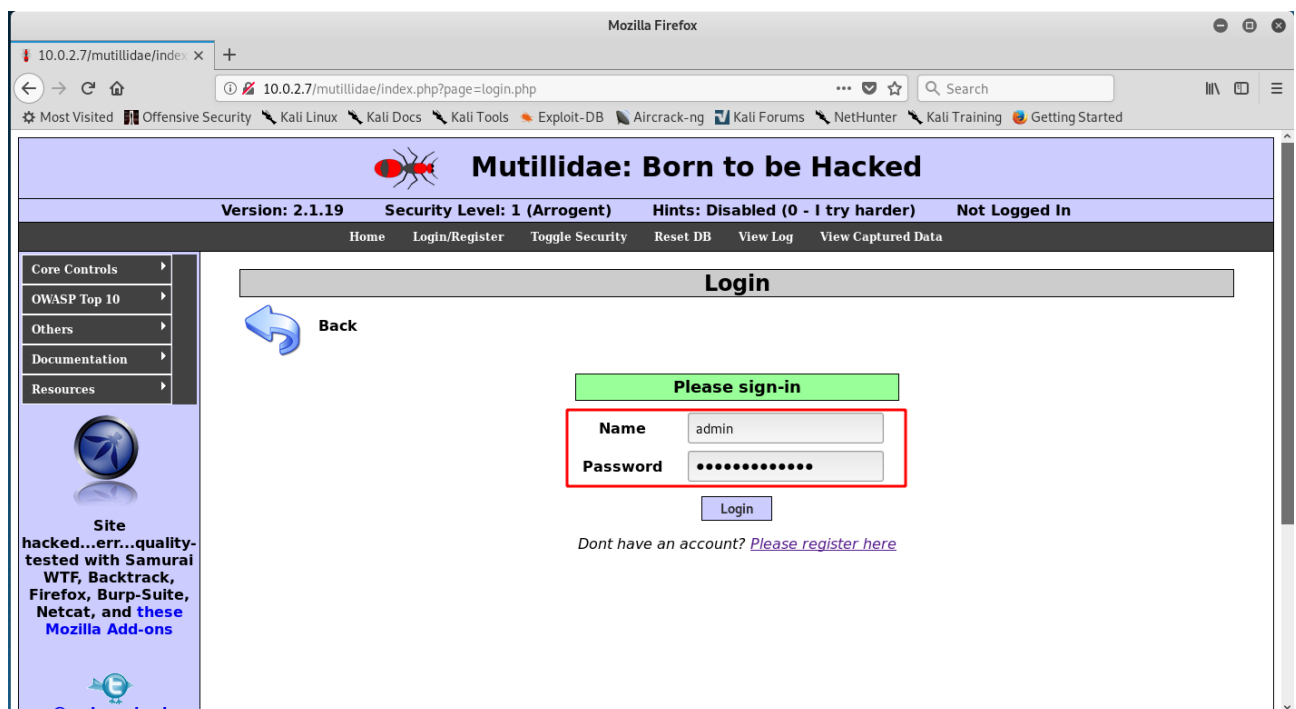 Mozilla Firefox
10.0.2.7/mutillidae/index
10.0.2.7/mutillidae/index.php?page=login.php
Search
Most Visited Offensive Security Kali Linux Kali Docs Kali Tools Exploit-DB Aircrack-ng Kali Forums NetHunter Kali Training Getting Started
Mutillidae: Born to be Hacked
Version: 2.1.19 Security Level: 1 (Arrogent) Hints: Disabled (0 - I try harder) Not Logged In
Home Login/Register Toggle Security Reset DB View Log View Captured Data
Core Controls
OWASP Top 10
Others
Documentation
Resources
Site
hacked...err...quality-
tested with Samurai
WTF, Backtrack,
Firefox, Burp-Suite,
Netcat, and these
Mozilla Add-ons
Login
Back
Please sign-in
Name admin
Password •••••••••••••
Login
Dont have an account? Please register here